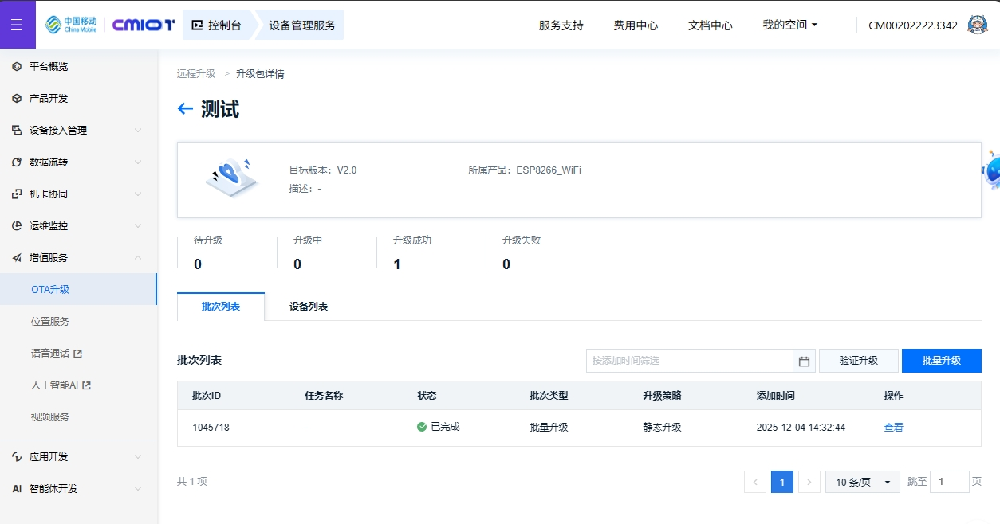 中国移动
China Mobile
CMIOT
控制台
设备管理服务
服务支持
费用中心
文档中心
我的空间
CM002022223342
平台概览
产品开发
设备接入管理
数据流转
机卡协同
运维监控
增值服务
OTA升级
位置服务
语音通话
人工智能AI
视频服务
应用开发
AI 智能体开发
远程升级 > 升级包详情
← 测试
目标版本：V2.0 所属产品：ESP8266_WiFi
描述：-
待升级 升级中 升级成功 升级失败
0 0 1 0
批次列表 设备列表
批次列表 按添加时间筛选 验证升级 批量升级
批次ID 任务名称 状态 批次类型 升级策略 添加时间 操作
1045718 - 已完成 批量升级 静态升级 2025-12-04 14:32:44 查看
共 1 项 < 1 > 10 条/页 跳至 1 页